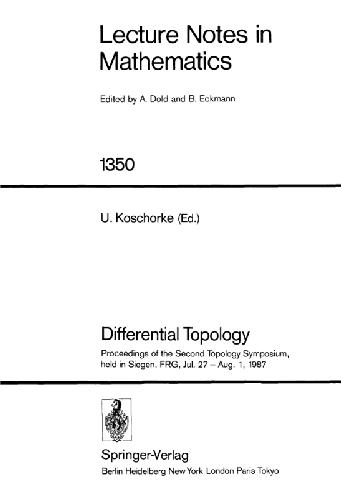 Lecture Notes in
Mathematics
Edited by A. Dold and B. Eckmann
1350
U. Koschorke (Ed.)
Differential Topology
Proceedings of the Second Topology Symposium,
held in Siegen, FRG, Jul. 27 – Aug. 1, 1987
Springer-Verlag
Berlin Heidelberg New York London Paris Tokyo